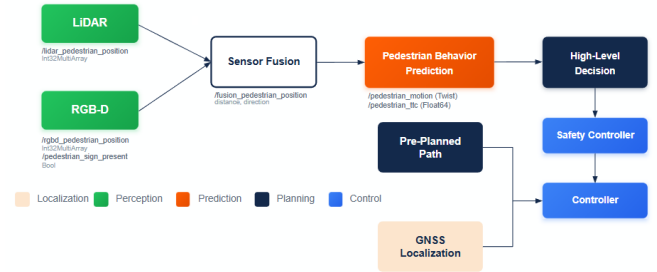 LiDAR
/lidar_pedestrian_position
Int32MultiArray
RGB-D
/rgbd_pedestrian_position
Int32MultiArray
/pedestrian_sign_present
Bool
Sensor Fusion
/fusion_pedestrian_position
distance, direction
Pedestrian Behavior
Prediction
/pedestrian_motion (Twist)
/pedestrian_ttc (Float64)
High-Level
Decision
Safety Controller
Controller
Pre-Planned
Path
GNSS
Localization
Localization
Perception
Prediction
Planning
Control